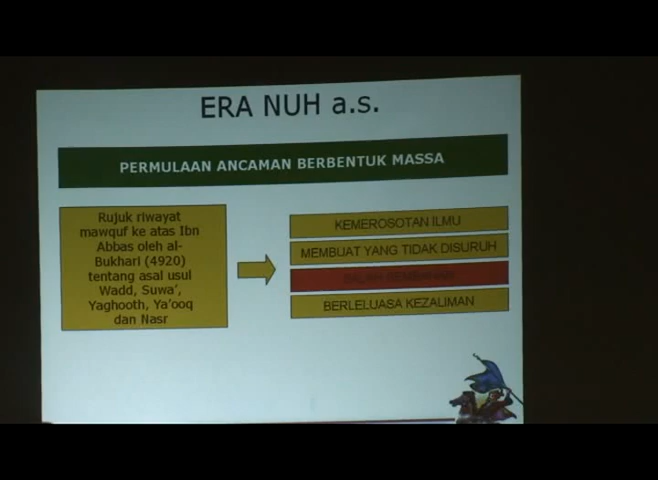 ERA NUH a.s.
PERMULAAN ANCAMAN BERBENTUK MASSA
Rujuk riwayat
mawquf ke atas Ibn
Abbas oleh al-
Bukhari (4920)
tentang asal usul
Wadd, Suwa',
Yaghooth, Ya'ooq
dan Nasr
KEMEROSOTAN ILMU
MEMBUAT YANG TIDAK DISURUH
BERLELUASA KEZALIMAN